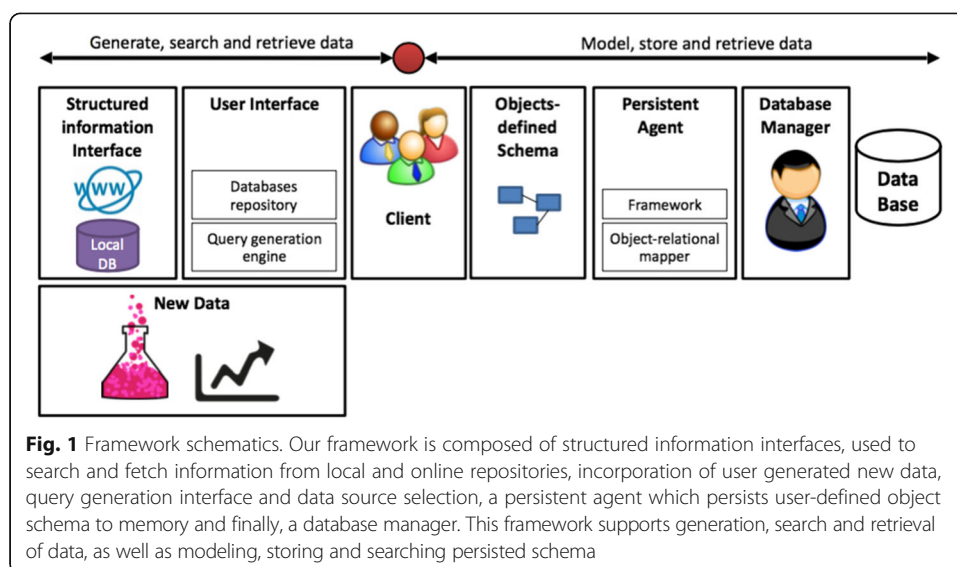 Generate, search and retrieve data
Model, store and retrieve data
Structured
information
Interface
WWW
Local
DB
User Interface
Databases
repository
Query generation
engine
Client
Objects-
defined
Schema
Persistent
Agent
Framework
Object-relational
mapper
Database
Manager
Data
Base
New Data
Fig. 1 Framework schematics. Our framework is composed of structured information interfaces, used to
search and fetch information from local and online repositories, incorporation of user generated new data,
query generation interface and data source selection, a persistent agent which persists user-defined object
schema to memory and finally, a database manager. This framework supports generation, search and retrieval
of data, as well as modeling, storing and searching persisted schema